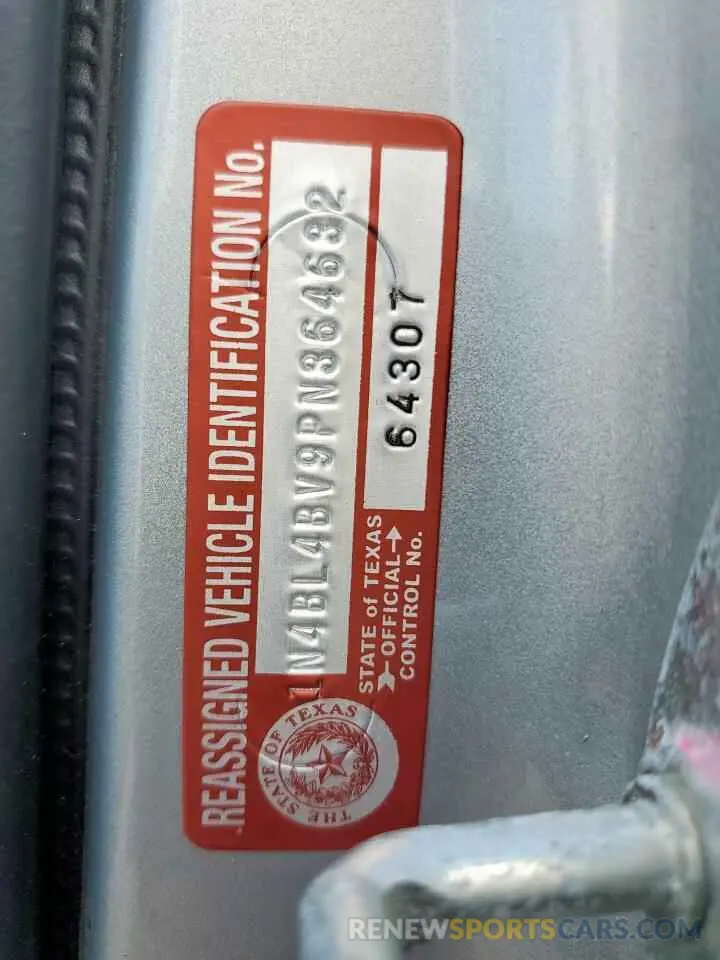 REASSIGNED VEHICLE IDENTIFICATION No.
1N4BL4BV9PN364632
THE STATE OF TEXAS
STATE of TEXAS
OFFICIAL
CONTROL No.
64307
RENEWSPORTSCARS.COM